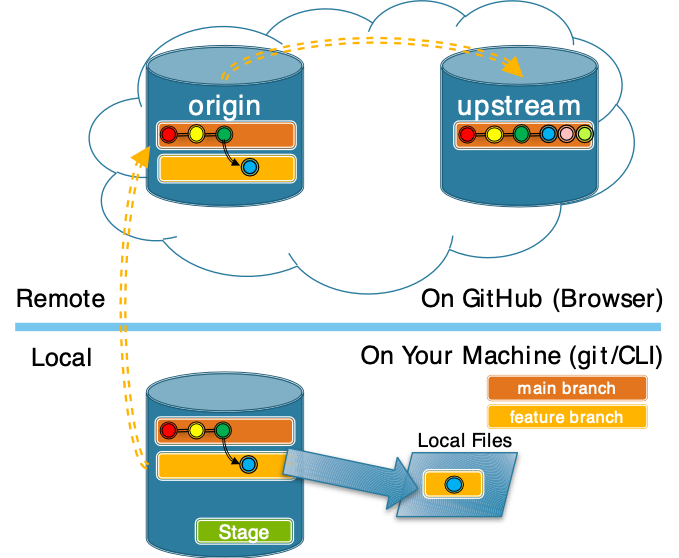 origin
upstream
Remote
On GitHub (Browser)
Local
On Your Machine (git/CLI)
main branch
feature branch
Local Files
Stage